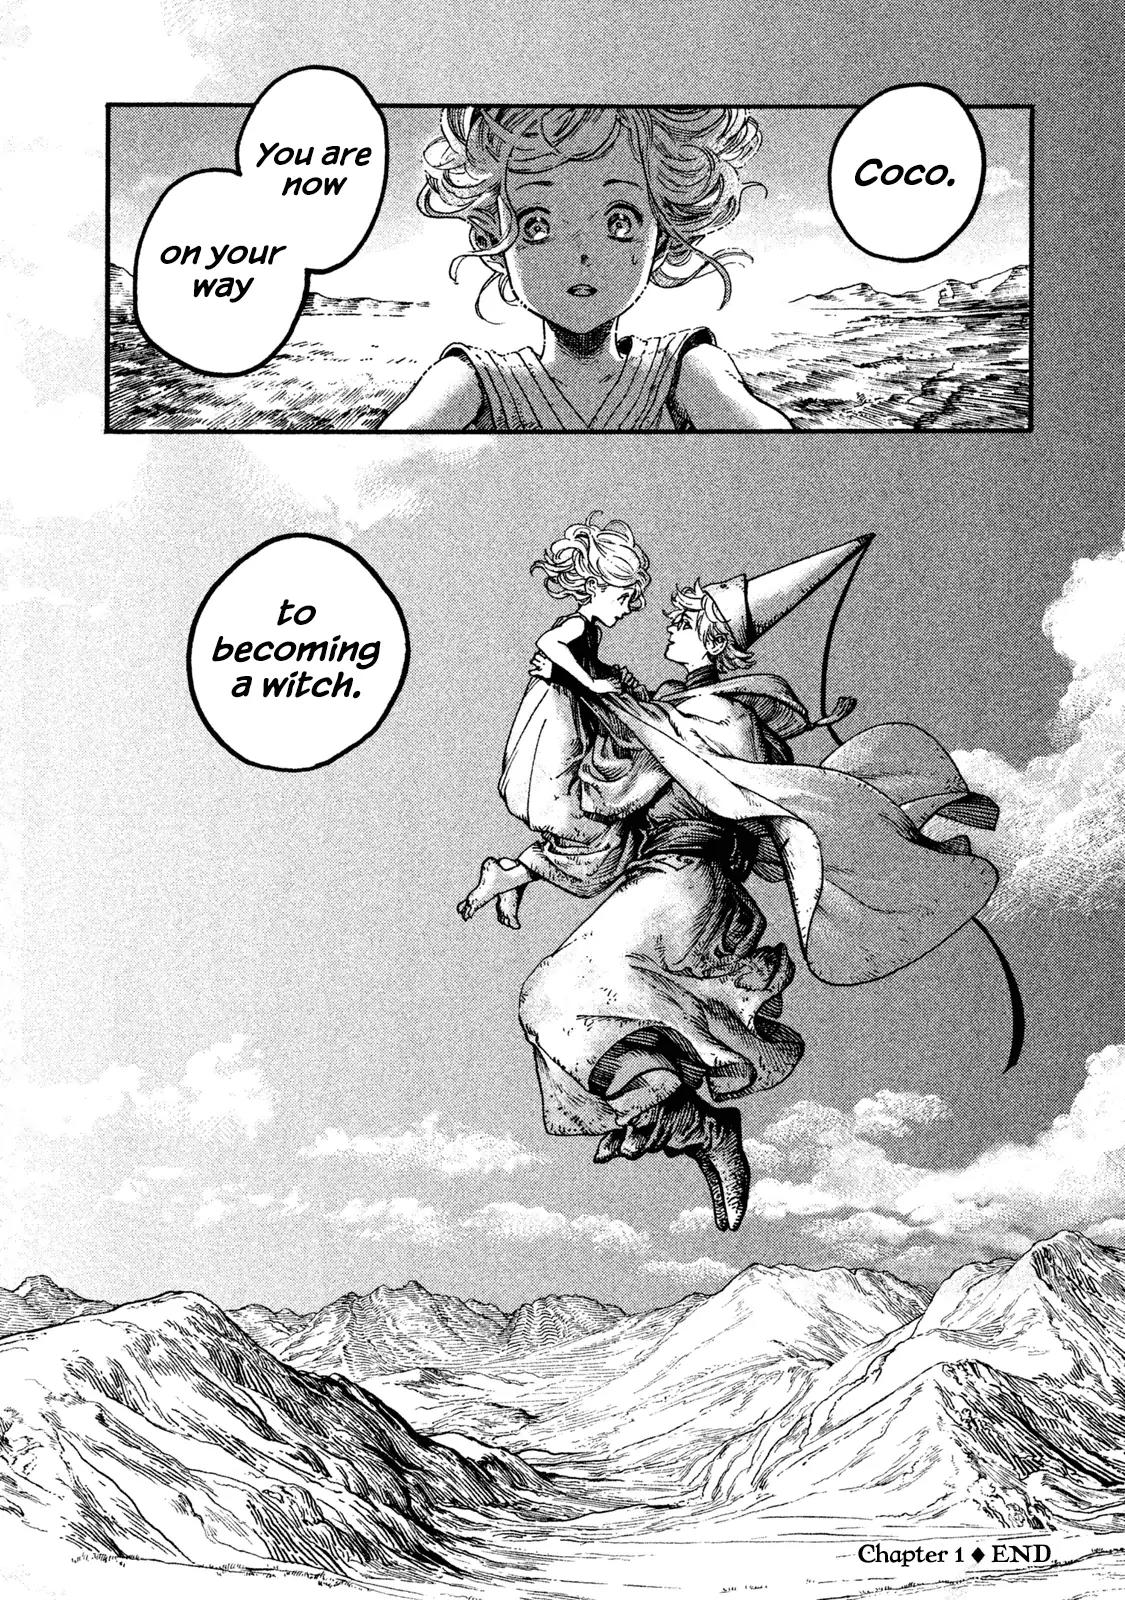 Coco.
You are
now
on your
way
to
becoming
a witch.
Chapter 1 ♦ END